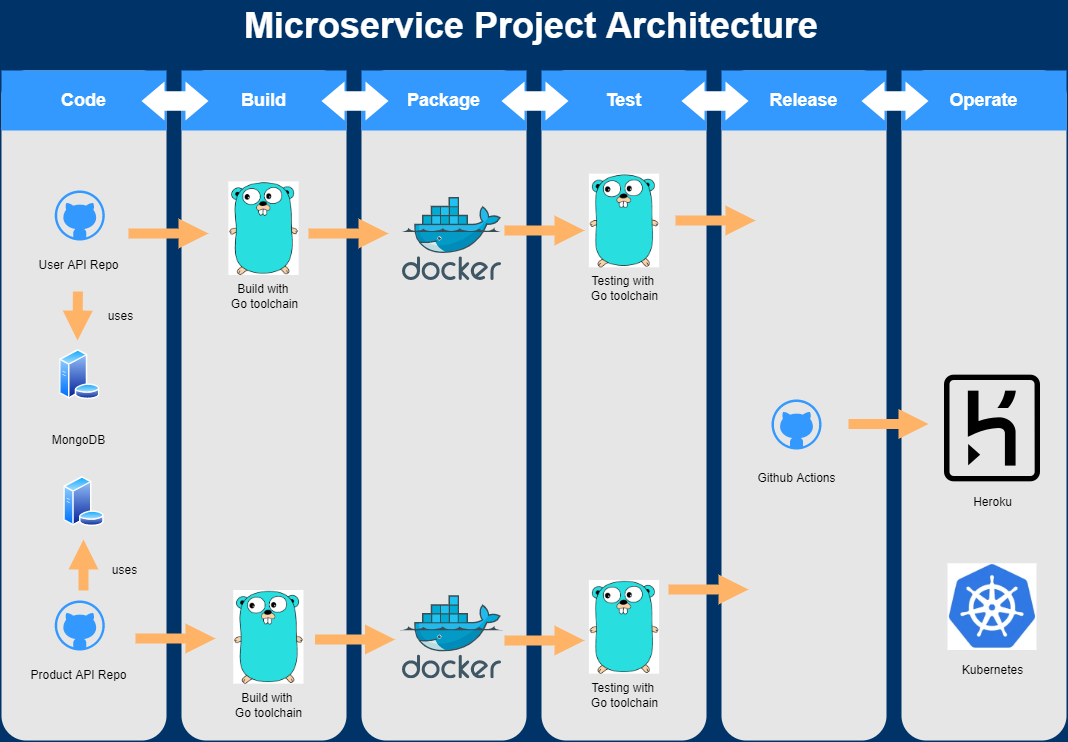 Microservice Project Architecture
Code
Build
Package
Test
Release
Operate
User API Repo
uses
MongoDB
uses
Product API Repo
Build with
Go toolchain
Build with
Go toolchain
docker
docker
Testing with
Go toolchain
Testing with
Go toolchain
Github Actions
Heroku
Kubernetes